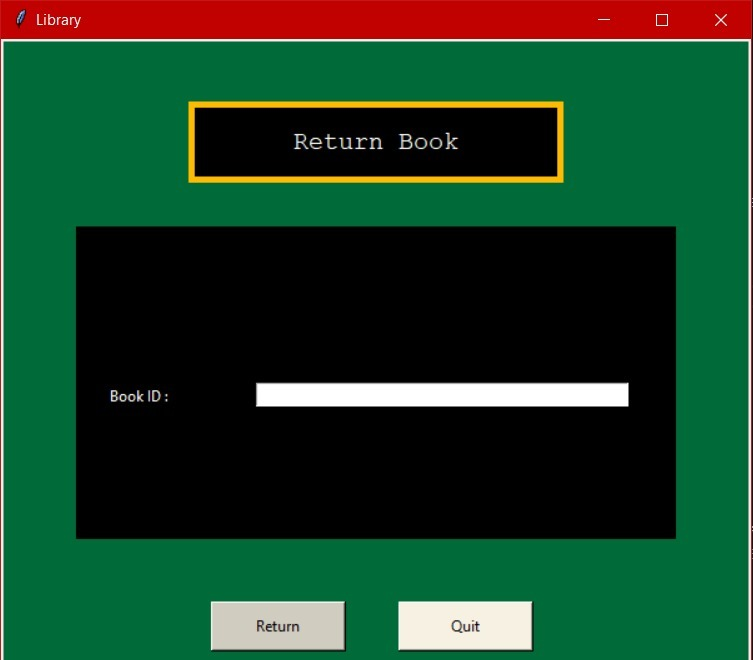 Library
Return Book
Book ID :
Return
Quit